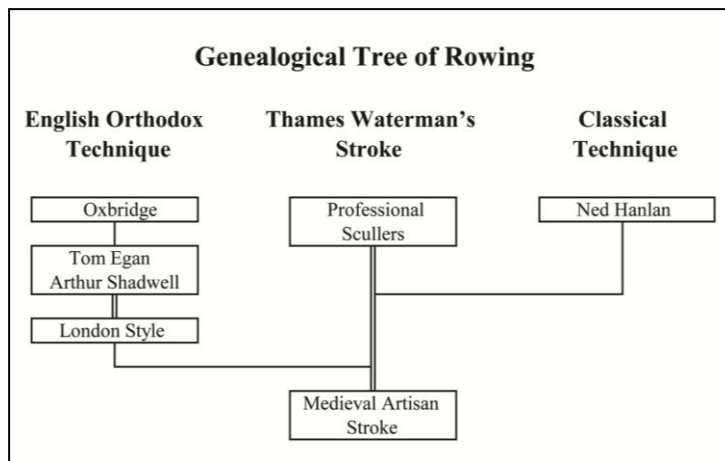 Genealogical Tree of Rowing
English Orthodox
Technique
Thames Waterman's
Stroke
Classical
Technique
Oxbridge
Professional
Scullers
Ned Hanlan
Tom Egan
Arthur Shadwell
London Style
Medieval Artisan
Stroke